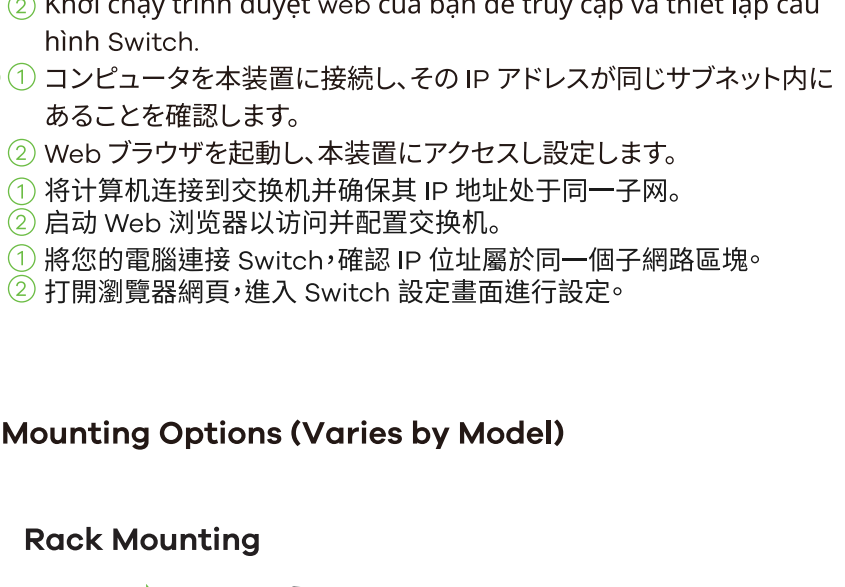 ② Khởi chạy trình duyệt web của bạn để truy cập và thiết lập cấu
hình Switch.
① コンピュータを本装置に接続し、その IP アドレスが同じサブネット内に
あることを確認します。
② Web ブラウザを起動し、本装置にアクセスし設定します。
① 将计算机连接到交换机并确保其 IP 地址处于同一子网。
② 启动 Web 浏览器以访问并配置交换机。
① 將您的電腦連接 Switch，確認 IP 位址屬於同一個子網路區塊。
② 打開瀏覽器網頁，進入 Switch 設定畫面進行設定。
Mounting Options (Varies by Model)
Rack Mounting